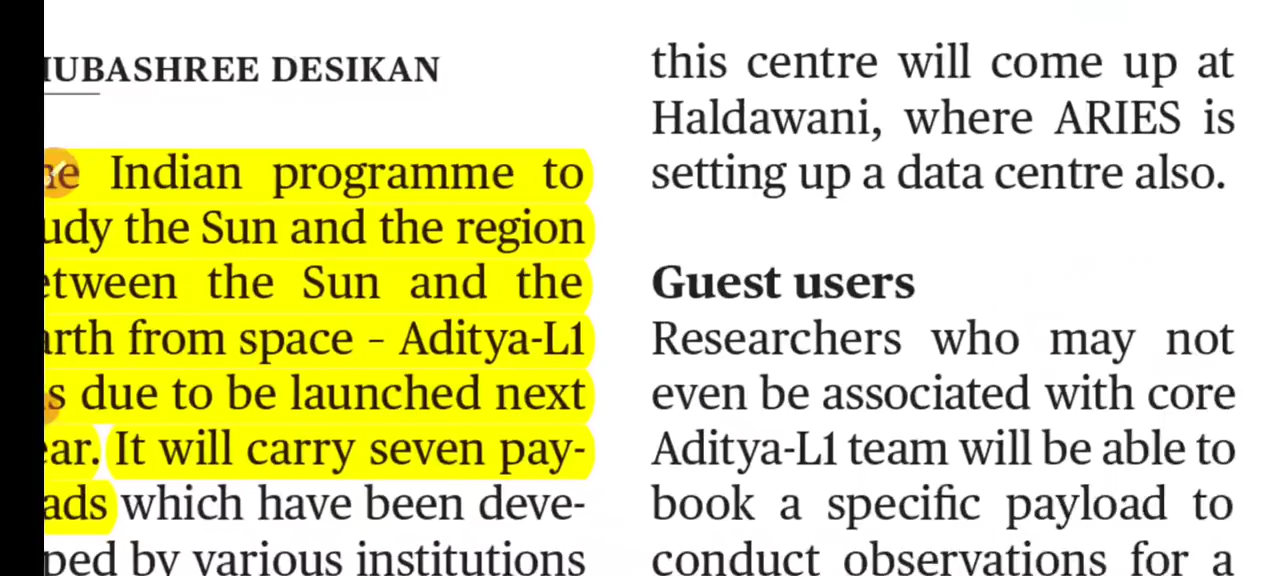 HUBASHREE DESIKAN
Indian programme to
udy the Sun and the region
etween the Sun and the
arth from space – Aditya-L1
s due to be launched next
ear. It will carry seven pay-
ads which have been deve-
ped by various institutions
this centre will come up at
Haldawani, where ARIES is
setting up a data centre also.
Guest users
Researchers who may not
even be associated with core
Aditya-L1 team will be able to
book a specific payload to
conduct observations for a